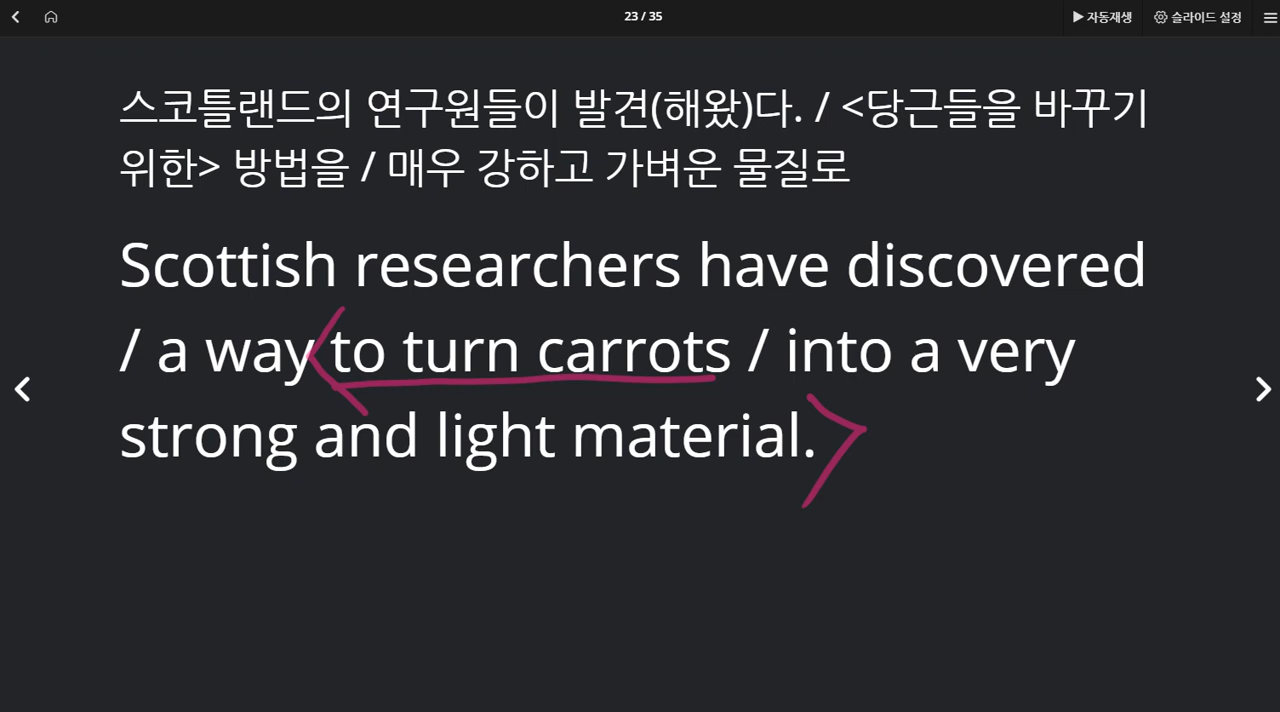 23 / 35
▶ 자동재생
슬라이드 설정
스코틀랜드의 연구원들이 발견(해왔)다. / <당근들을 바꾸기
위한> 방법을 / 매우 강하고 가벼운 물질로
Scottish researchers have discovered
/ a way to turn carrots / into a very
strong and light material.